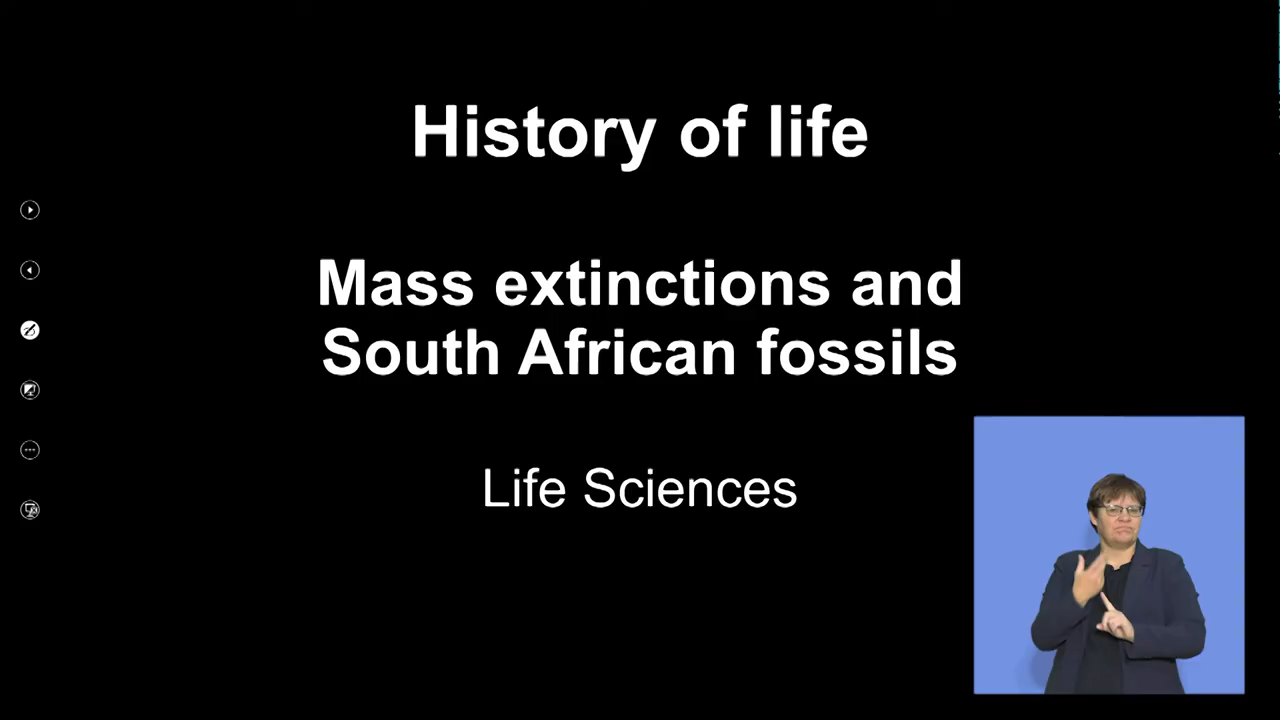 History of life
Mass extinctions and
South African fossils
Life Sciences